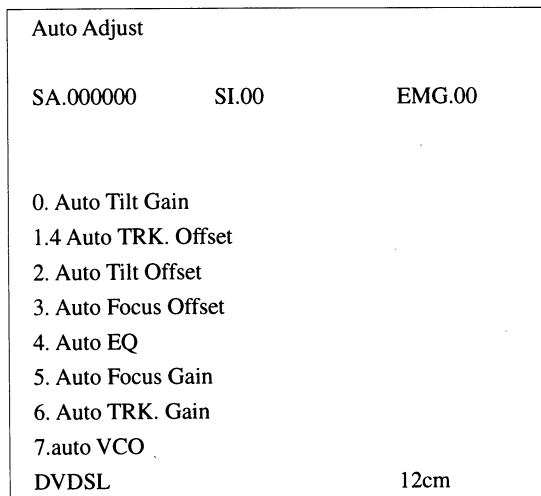 Auto Adjust
SA.000000 SI.00 EMG.00
0. Auto Tilt Gain
1.4 Auto TRK. Offset
2. Auto Tilt Offset
3. Auto Focus Offset
4. Auto EQ
5. Auto Focus Gain
6. Auto TRK. Gain
7.auto VCO
DVDSL 12cm